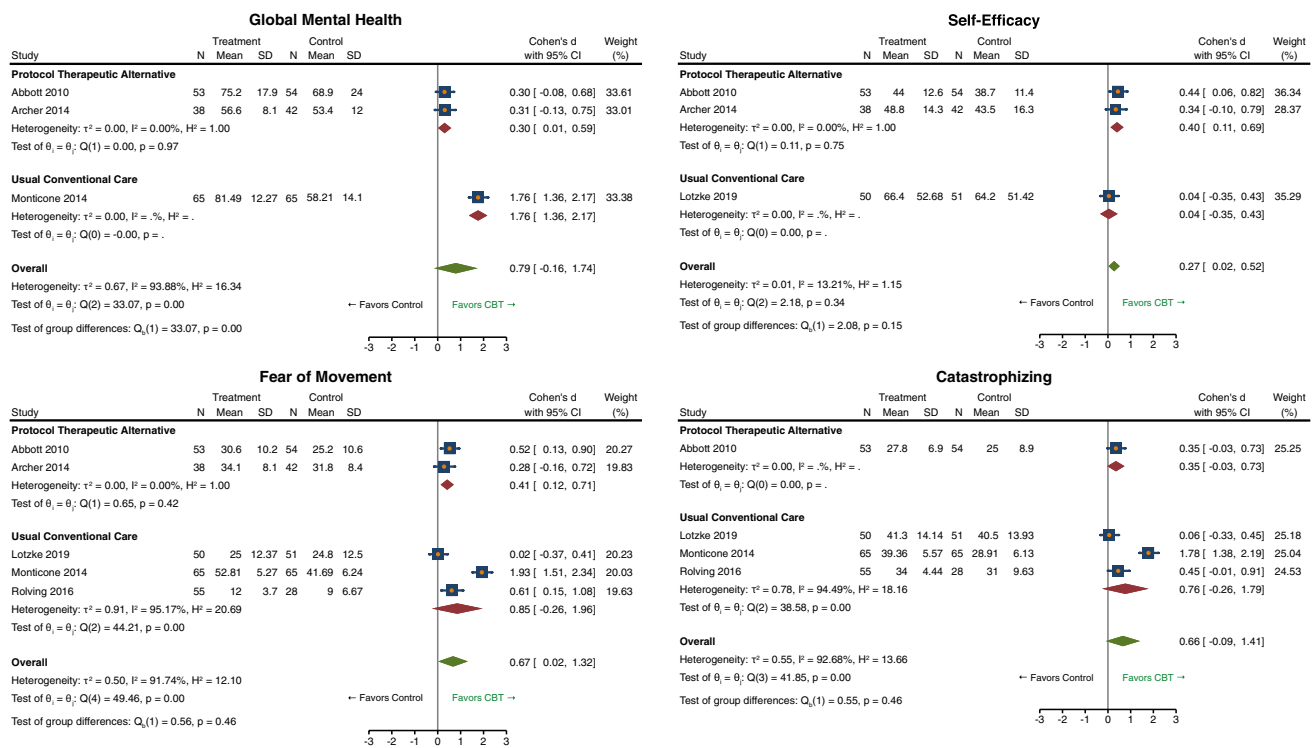 Global Mental Health
Treatment Control Cohen's d Weight
Study N Mean SD N Mean SD with 95% CI (%)
Protocol Therapeutic Alternative
Abbott 2010 53 75.2 17.9 54 68.9 24 0.30 [ -0.08, 0.68] 33.61
Archer 2014 38 56.6 8.1 42 53.4 12 0.31 [ -0.13, 0.75] 33.01
Heterogeneity: τ² = 0.00, I² = 0.00%, H² = 1.00 0.30 [ 0.01, 0.59]
Test of θᵢ = θⱼ: Q(1) = 0.00, p = 0.97
Usual Conventional Care
Monticone 2014 65 81.49 12.27 65 58.21 14.1 1.76 [ 1.36, 2.17] 33.38
Heterogeneity: τ² = 0.00, I² = .%, H² = . 1.76 [ 1.36, 2.17]
Test of θᵢ = θⱼ: Q(0) = -0.00, p = .
Overall 0.79 [ -0.16, 1.74]
Heterogeneity: τ² = 0.67, I² = 93.88%, H² = 16.34
Test of θᵢ = θⱼ: Q(2) = 33.07, p = 0.00 ← Favors Control Favors CBT →
Test of group differences: Q_b(1) = 33.07, p = 0.00
-3 -2 -1 0 1 2 3
Self-Efficacy
Treatment Control Cohen's d Weight
Study N Mean SD N Mean SD with 95% CI (%)
Protocol Therapeutic Alternative
Abbott 2010 53 44 12.6 54 38.7 11.4 0.44 [ 0.06, 0.82] 36.34
Archer 2014 38 48.8 14.3 42 43.5 16.3 0.34 [ -0.10, 0.79] 28.37
Heterogeneity: τ² = 0.00, I² = 0.00%, H² = 1.00 0.40 [ 0.11, 0.69]
Test of θᵢ = θⱼ: Q(1) = 0.11, p = 0.75
Usual Conventional Care
Lotzke 2019 50 66.4 52.68 51 64.2 51.42 0.04 [ -0.35, 0.43] 35.29
Heterogeneity: τ² = 0.00, I² = .%, H² = . 0.04 [ -0.35, 0.43]
Test of θᵢ = θⱼ: Q(0) = 0.00, p = .
Overall 0.27 [ 0.02, 0.52]
Heterogeneity: τ² = 0.01, I² = 13.21%, H² = 1.15
Test of θᵢ = θⱼ: Q(2) = 2.18, p = 0.34 ← Favors Control Favors CBT →
Test of group differences: Q_b(1) = 2.08, p = 0.15
-3 -2 -1 0 1 2 3
Fear of Movement
Treatment Control Cohen's d Weight
Study N Mean SD N Mean SD with 95% CI (%)
Protocol Therapeutic Alternative
Abbott 2010 53 30.6 10.2 54 25.2 10.6 0.52 [ 0.13, 0.90] 20.27
Archer 2014 38 34.1 8.1 42 31.8 8.4 0.28 [ -0.16, 0.72] 19.83
Heterogeneity: τ² = 0.00, I² = 0.00%, H² = 1.00 0.41 [ 0.12, 0.71]
Test of θᵢ = θⱼ: Q(1) = 0.65, p = 0.42
Usual Conventional Care
Lotzke 2019 50 25 12.37 51 24.8 12.5 0.02 [ -0.37, 0.41] 20.23
Monticone 2014 65 52.81 5.27 65 41.69 6.24 1.93 [ 1.51, 2.34] 20.03
Rolving 2016 55 12 3.7 28 9 6.67 0.61 [ 0.15, 1.08] 19.63
Heterogeneity: τ² = 0.91, I² = 95.17%, H² = 20.69 0.85 [ -0.26, 1.96]
Test of θᵢ = θⱼ: Q(2) = 44.21, p = 0.00
Overall 0.67 [ 0.02, 1.32]
Heterogeneity: τ² = 0.50, I² = 91.74%, H² = 12.10
Test of θᵢ = θⱼ: Q(4) = 49.46, p = 0.00 ← Favors Control Favors CBT →
Test of group differences: Q_b(1) = 0.56, p = 0.46
-3 -2 -1 0 1 2 3
Catastrophizing
Treatment Control Cohen's d Weight
Study N Mean SD N Mean SD with 95% CI (%)
Protocol Therapeutic Alternative
Abbott 2010 53 27.8 6.9 54 25 8.9 0.35 [ -0.03, 0.73] 25.25
Heterogeneity: τ² = 0.00, I² = .%, H² = . 0.35 [ -0.03, 0.73]
Test of θᵢ = θⱼ: Q(0) = 0.00, p = .
Usual Conventional Care
Lotzke 2019 50 41.3 14.14 51 40.5 13.93 0.06 [ -0.33, 0.45] 25.18
Monticone 2014 65 39.36 5.57 65 28.91 6.13 1.78 [ 1.38, 2.19] 25.04
Rolving 2016 55 34 4.44 28 31 9.63 0.45 [ -0.01, 0.91] 24.53
Heterogeneity: τ² = 0.78, I² = 94.49%, H² = 18.16 0.76 [ -0.26, 1.79]
Test of θᵢ = θⱼ: Q(2) = 38.58, p = 0.00
Overall 0.66 [ -0.09, 1.41]
Heterogeneity: τ² = 0.55, I² = 92.68%, H² = 13.66
Test of θᵢ = θⱼ: Q(3) = 41.85, p = 0.00 ← Favors Control Favors CBT →
Test of group differences: Q_b(1) = 0.55, p = 0.46
-3 -2 -1 0 1 2 3